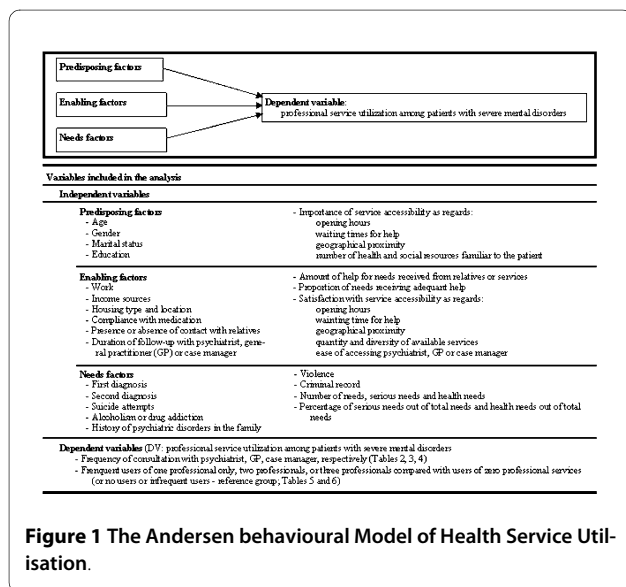 Predisposing factors
Enabling factors
Needs factors
Dependent variable:
professional service utilization among patients with severe mental disorders
Variables included in the analysis
Independent variables
Predisposing factors
- Age
- Gender
- Marital status
- Education
- Importance of service accessibility as regards:
opening hours
waiting times for help
geographical proximity
number of health and social resources familiar to the patient
Enabling factors
- Work
- Income sources
- Housing type and location
- Compliance with medication
- Presence or absence of contact with relatives
- Duration of follow-up with psychiatrist, gene-
ral practitioner (GP) or case manager
- Amount of help for needs received from relatives or services
- Proportion of needs receiving adequant help
- Satisfaction with service accessibility as regards:
opening hours
wainting time for help
geographical proximity
quantity and diversity of available services
ease of accessing psychiatrist, GP or case manager
Needs factors
- First diagnosis
- Second diagnosis
- Suicide attempts
- Alcoholism or drug addiction
- History of psychiatric disorders in the family
- Violence
- Criminal record
- Number of needs, serious needs and health needs
- Percentage of serious needs out of total needs and health needs out of total
needs
Dependent variables (DV: professional service utilization among patients with severe mental disorders
- Frequency of consultation with psychiatrist, GP, case manager, respectively (Tables 2, 3, 4)
- Frenquent users of one professional only, two professionals, or three professionals compared with users of zero professional services
(or no users or infrequent users - reference group; Tables 5 and 6)
Figure 1 The Andersen behavioural Model of Health Service Util-
isation.